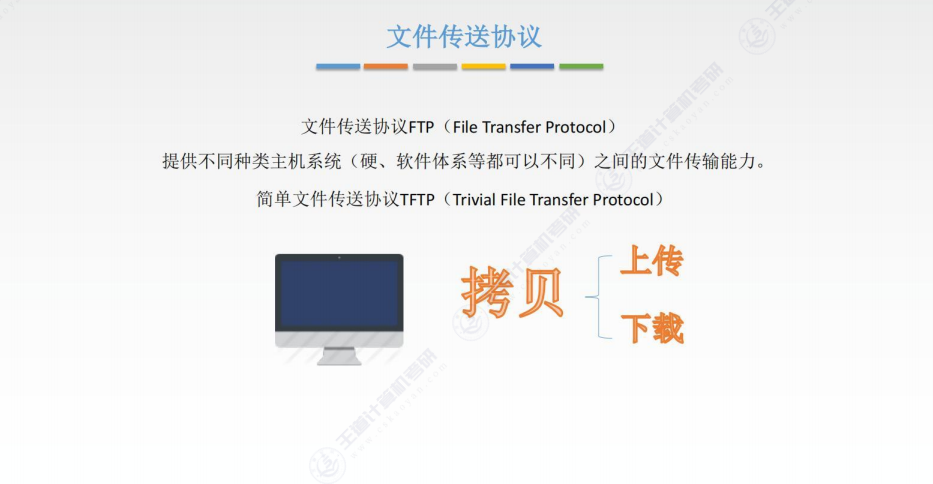 文件传送协议
文件传送协议FTP（File Transfer Protocol）
提供不同种类主机系统（硬、软件体系等都可以不同）之间的文件传输能力。
简单文件传送协议TFTP（Trivial File Transfer Protocol）
拷贝
上传
下载
王道计算机考研